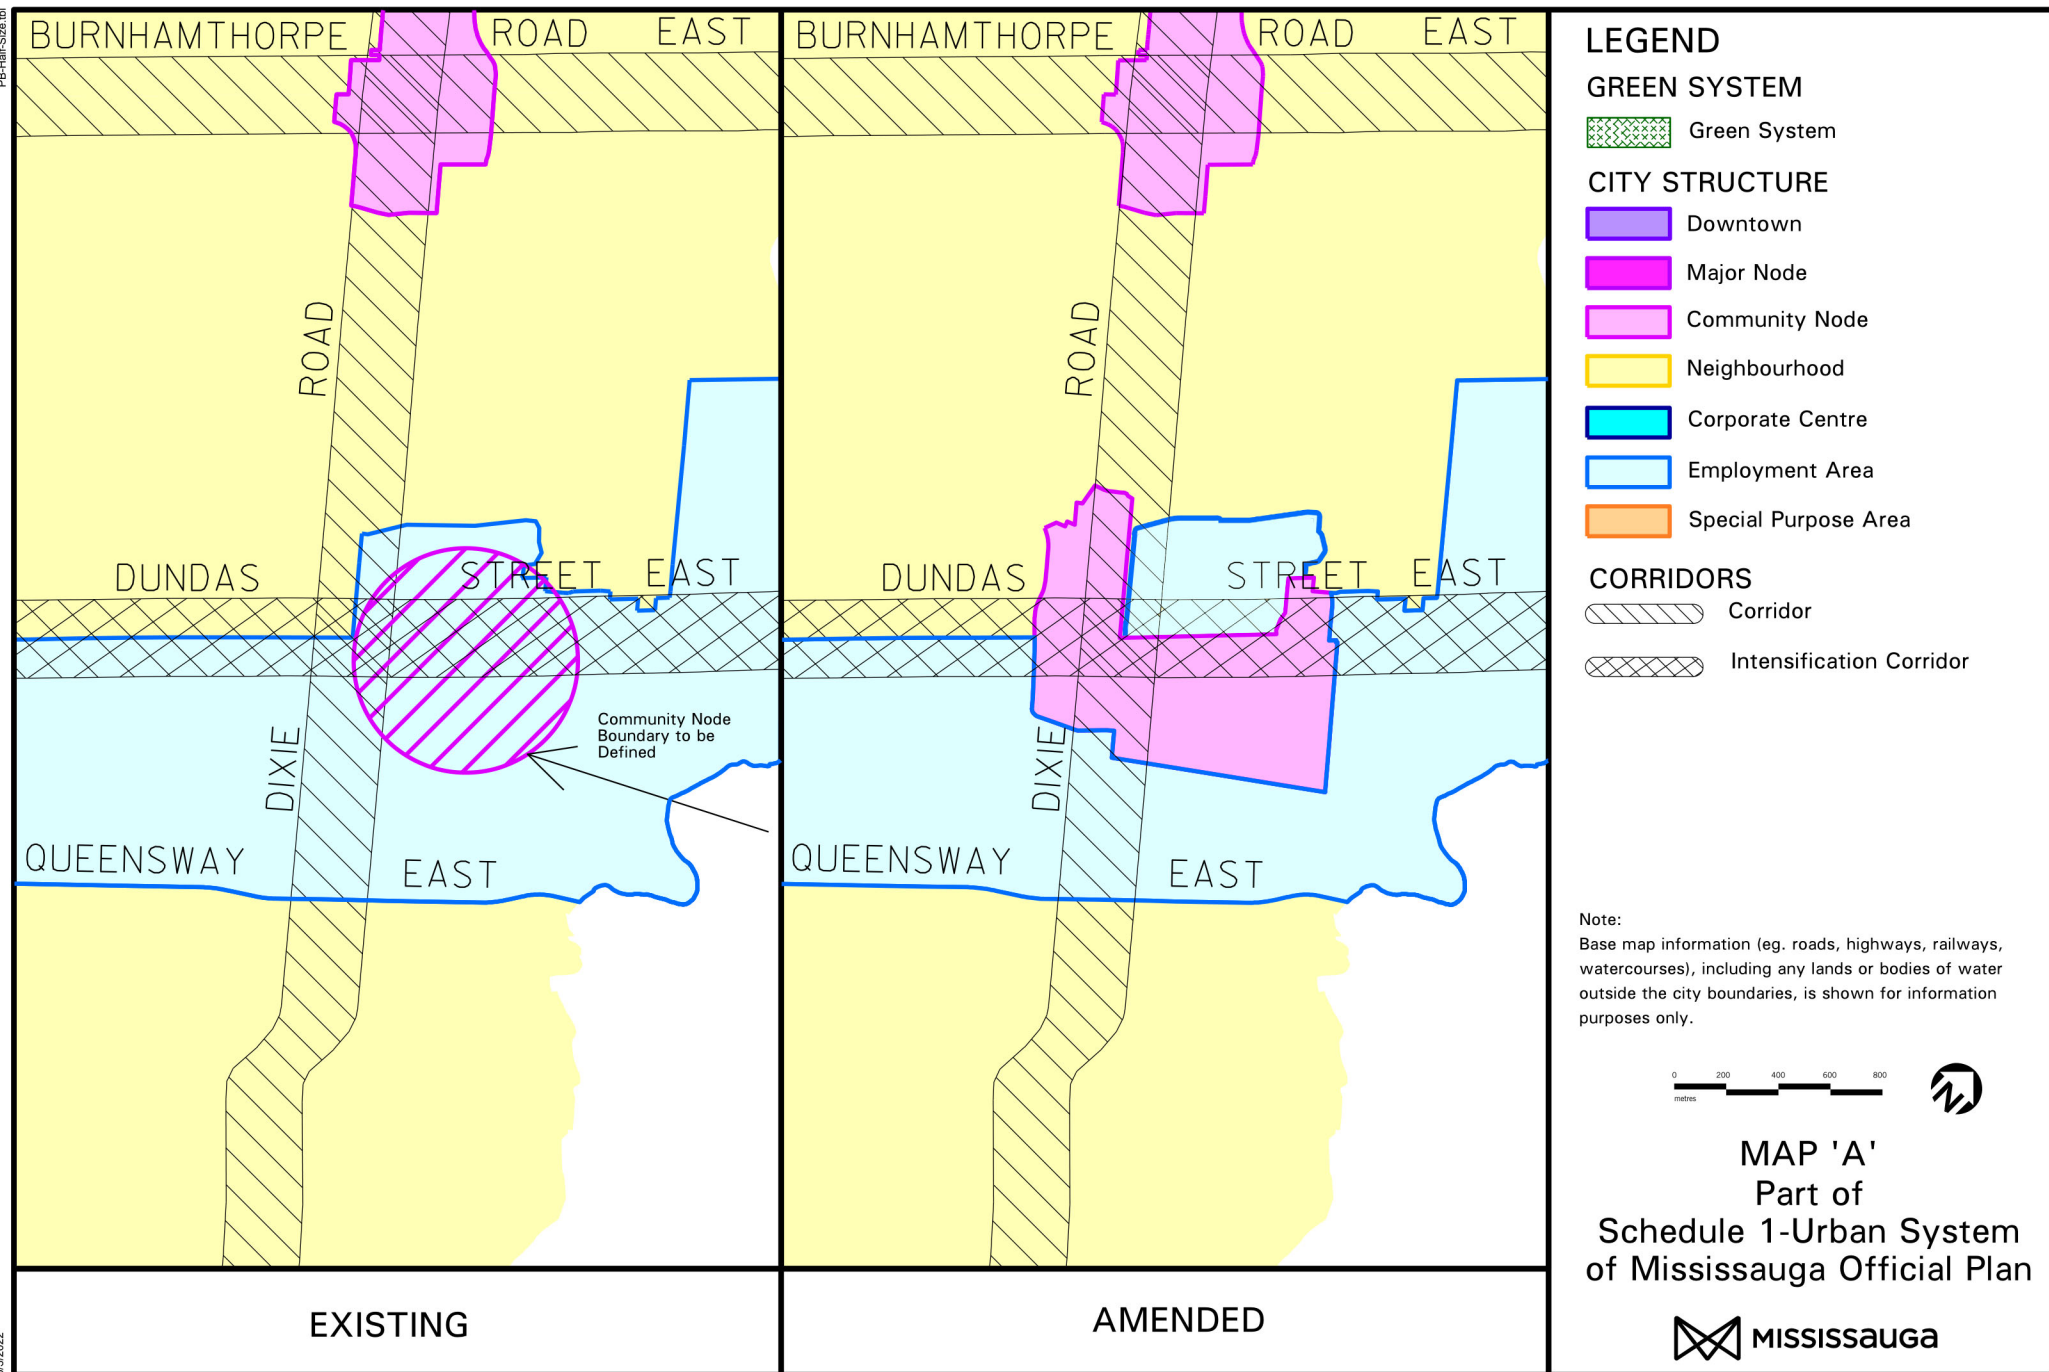 BURNHAMTHORPE ROAD EAST
ROAD
DUNDAS STREET EAST
Community Node
Boundary to be
Defined
DIXIE
QUEENSWAY EAST
EXISTING
BURNHAMTHORPE ROAD EAST
ROAD
DUNDAS STREET EAST
DIXIE
QUEENSWAY EAST
AMENDED
LEGEND
GREEN SYSTEM
Green System
CITY STRUCTURE
Downtown
Major Node
Community Node
Neighbourhood
Corporate Centre
Employment Area
Special Purpose Area
CORRIDORS
Corridor
Intensification Corridor
Note:
Base map information (eg. roads, highways, railways,
watercourses), including any lands or bodies of water
outside the city boundaries, is shown for information
purposes only.
0 200 400 600 800
metres
MAP 'A'
Part of
Schedule 1-Urban System
of Mississauga Official Plan
MISSISSauGa